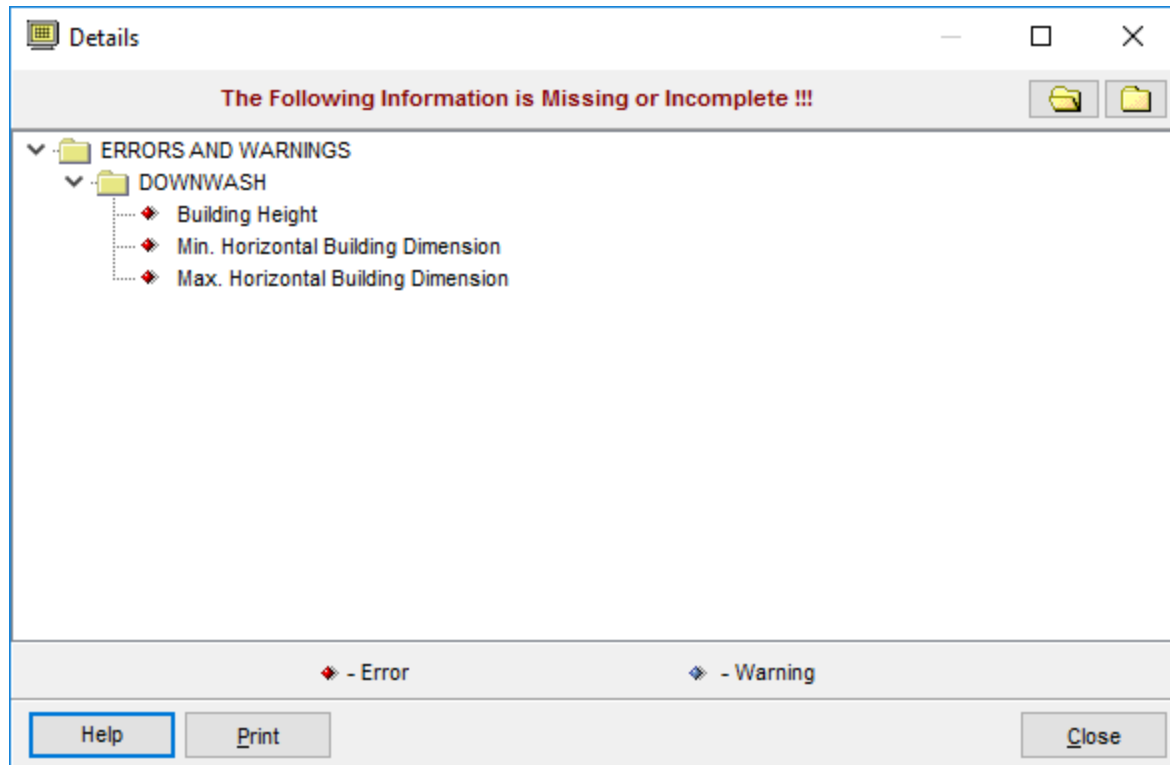 Details
The Following Information is Missing or Incomplete !!!
ERRORS AND WARNINGS
DOWNWASH
Building Height
Min. Horizontal Building Dimension
Max. Horizontal Building Dimension
- Error - Warning
Help Print Close